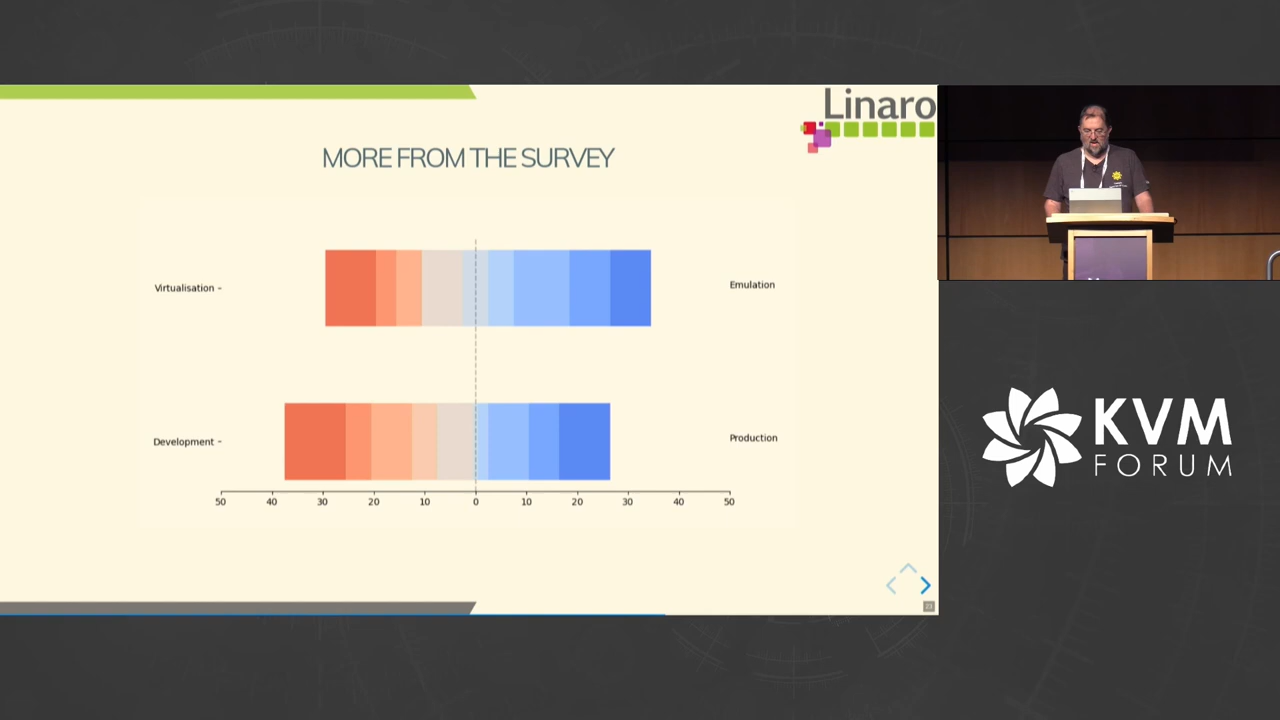 Linaro
MORE FROM THE SURVEY
Virtualisation
Emulation
Development
Production
50 40 30 20 10 0 10 20 30 40 50
KVM
FORUM